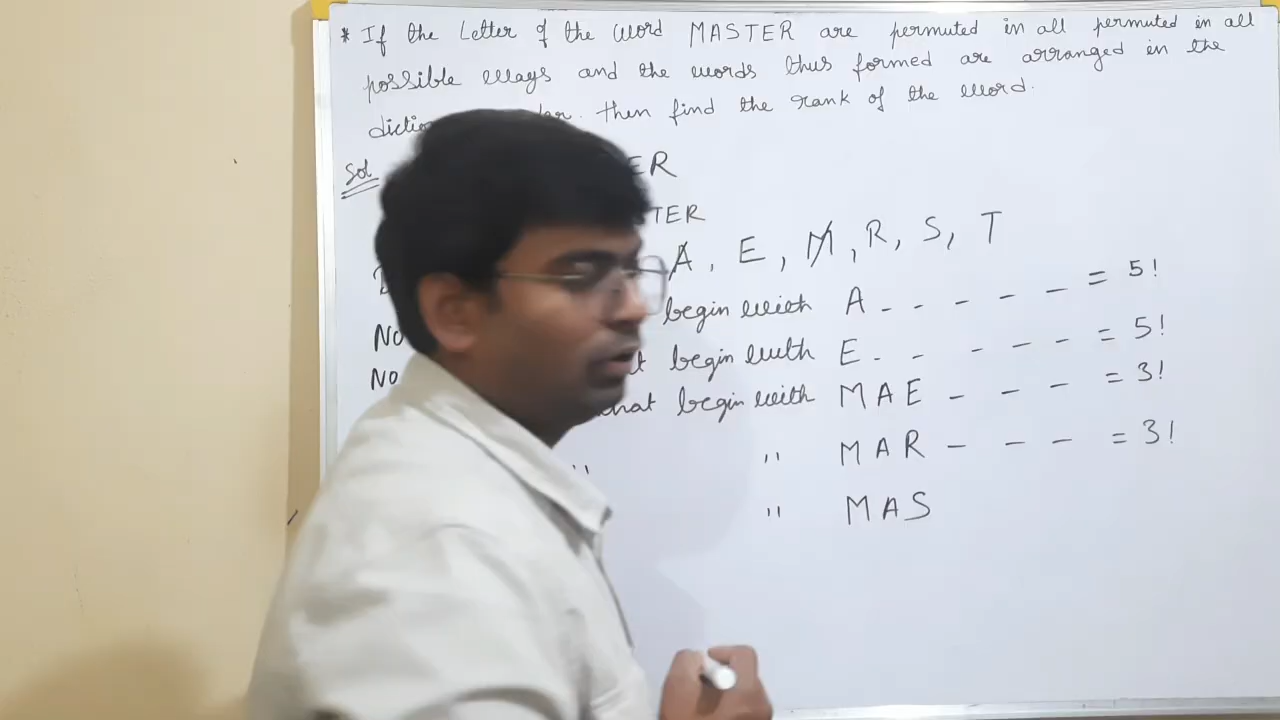 * If the Letter of the word MASTER are permuted in all permuted in all
possible ways and the words thus formed are arranged in the
then find the rank of the word.
Sol ER
TER
A, E, M, R, S, T
No begin with A - - - - - = 5!
No begin with E - - - - - = 5!
that begin with MAE - - - = 3!
" " MAR - - - = 3!
" MAS